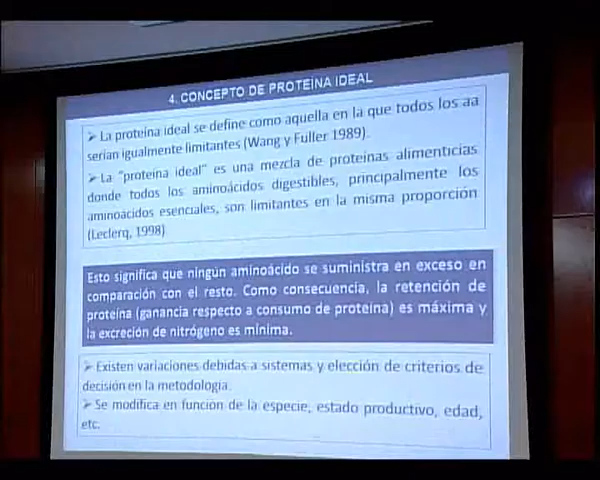 4. CONCEPTO DE PROTEÍNA IDEAL
➢ La proteína ideal se define como aquella en la que todos los aa
serían igualmente limitantes (Wang y Fuller 1989).
➢ La "proteína ideal" es una mezcla de proteínas alimenticias
donde todos los aminoácidos digestibles, principalmente los
aminoácidos esenciales, son limitantes en la misma proporción
(Leclerq, 1998)
Esto significa que ningún aminoácido se suministra en exceso en
comparación con el resto. Como consecuencia, la retención de
proteína (ganancia respecto a consumo de proteína) es máxima y
la excreción de nitrógeno es mínima.
➢ Existen variaciones debidas a sistemas y elección de criterios de
decisión en la metodología.
➢ Se modifica en función de la especie, estado productivo, edad,
etc.